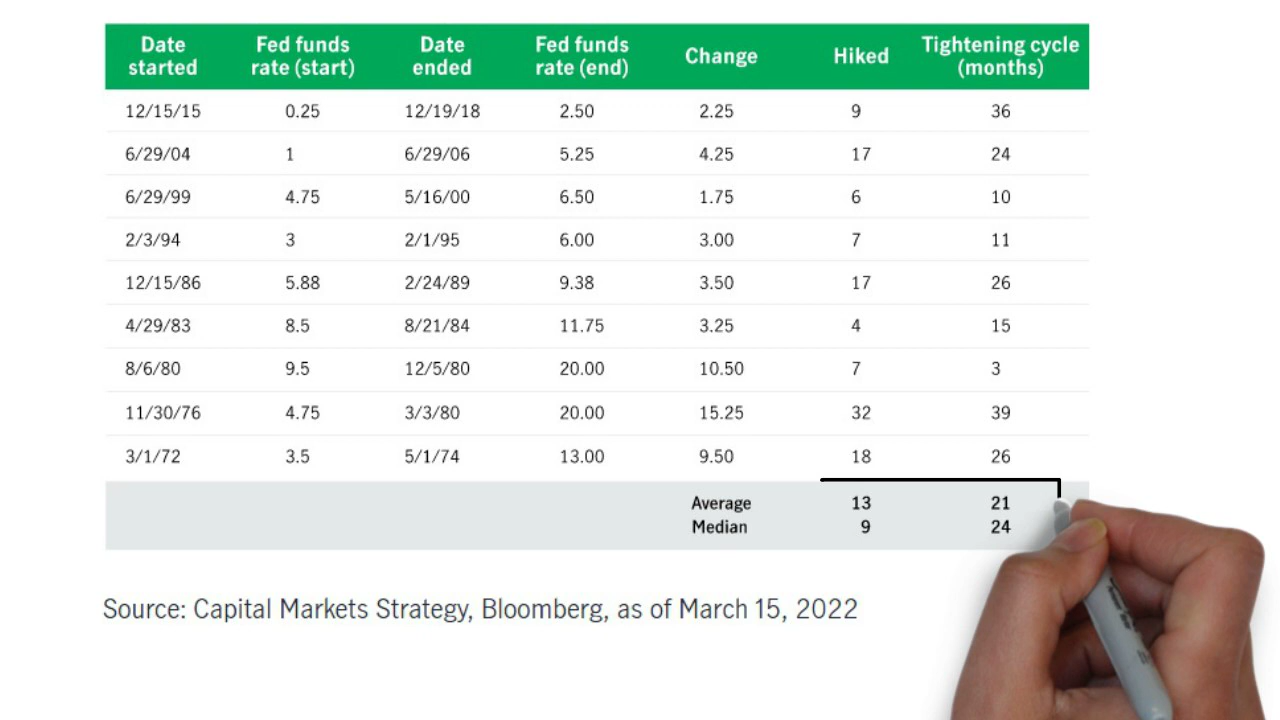 Date started Fed funds rate (start) Date ended Fed funds rate (end) Change Hiked Tightening cycle (months)
12/15/15 0.25 12/19/18 2.50 2.25 9 36
6/29/04 1 6/29/06 5.25 4.25 17 24
6/29/99 4.75 5/16/00 6.50 1.75 6 10
2/3/94 3 2/1/95 6.00 3.00 7 11
12/15/86 5.88 2/24/89 9.38 3.50 17 26
4/29/83 8.5 8/21/84 11.75 3.25 4 15
8/6/80 9.5 12/5/80 20.00 10.50 7 3
11/30/76 4.75 3/3/80 20.00 15.25 32 39
3/1/72 3.5 5/1/74 13.00 9.50 18 26
Average 13 21
Median 9 24
Source: Capital Markets Strategy, Bloomberg, as of March 15, 2022